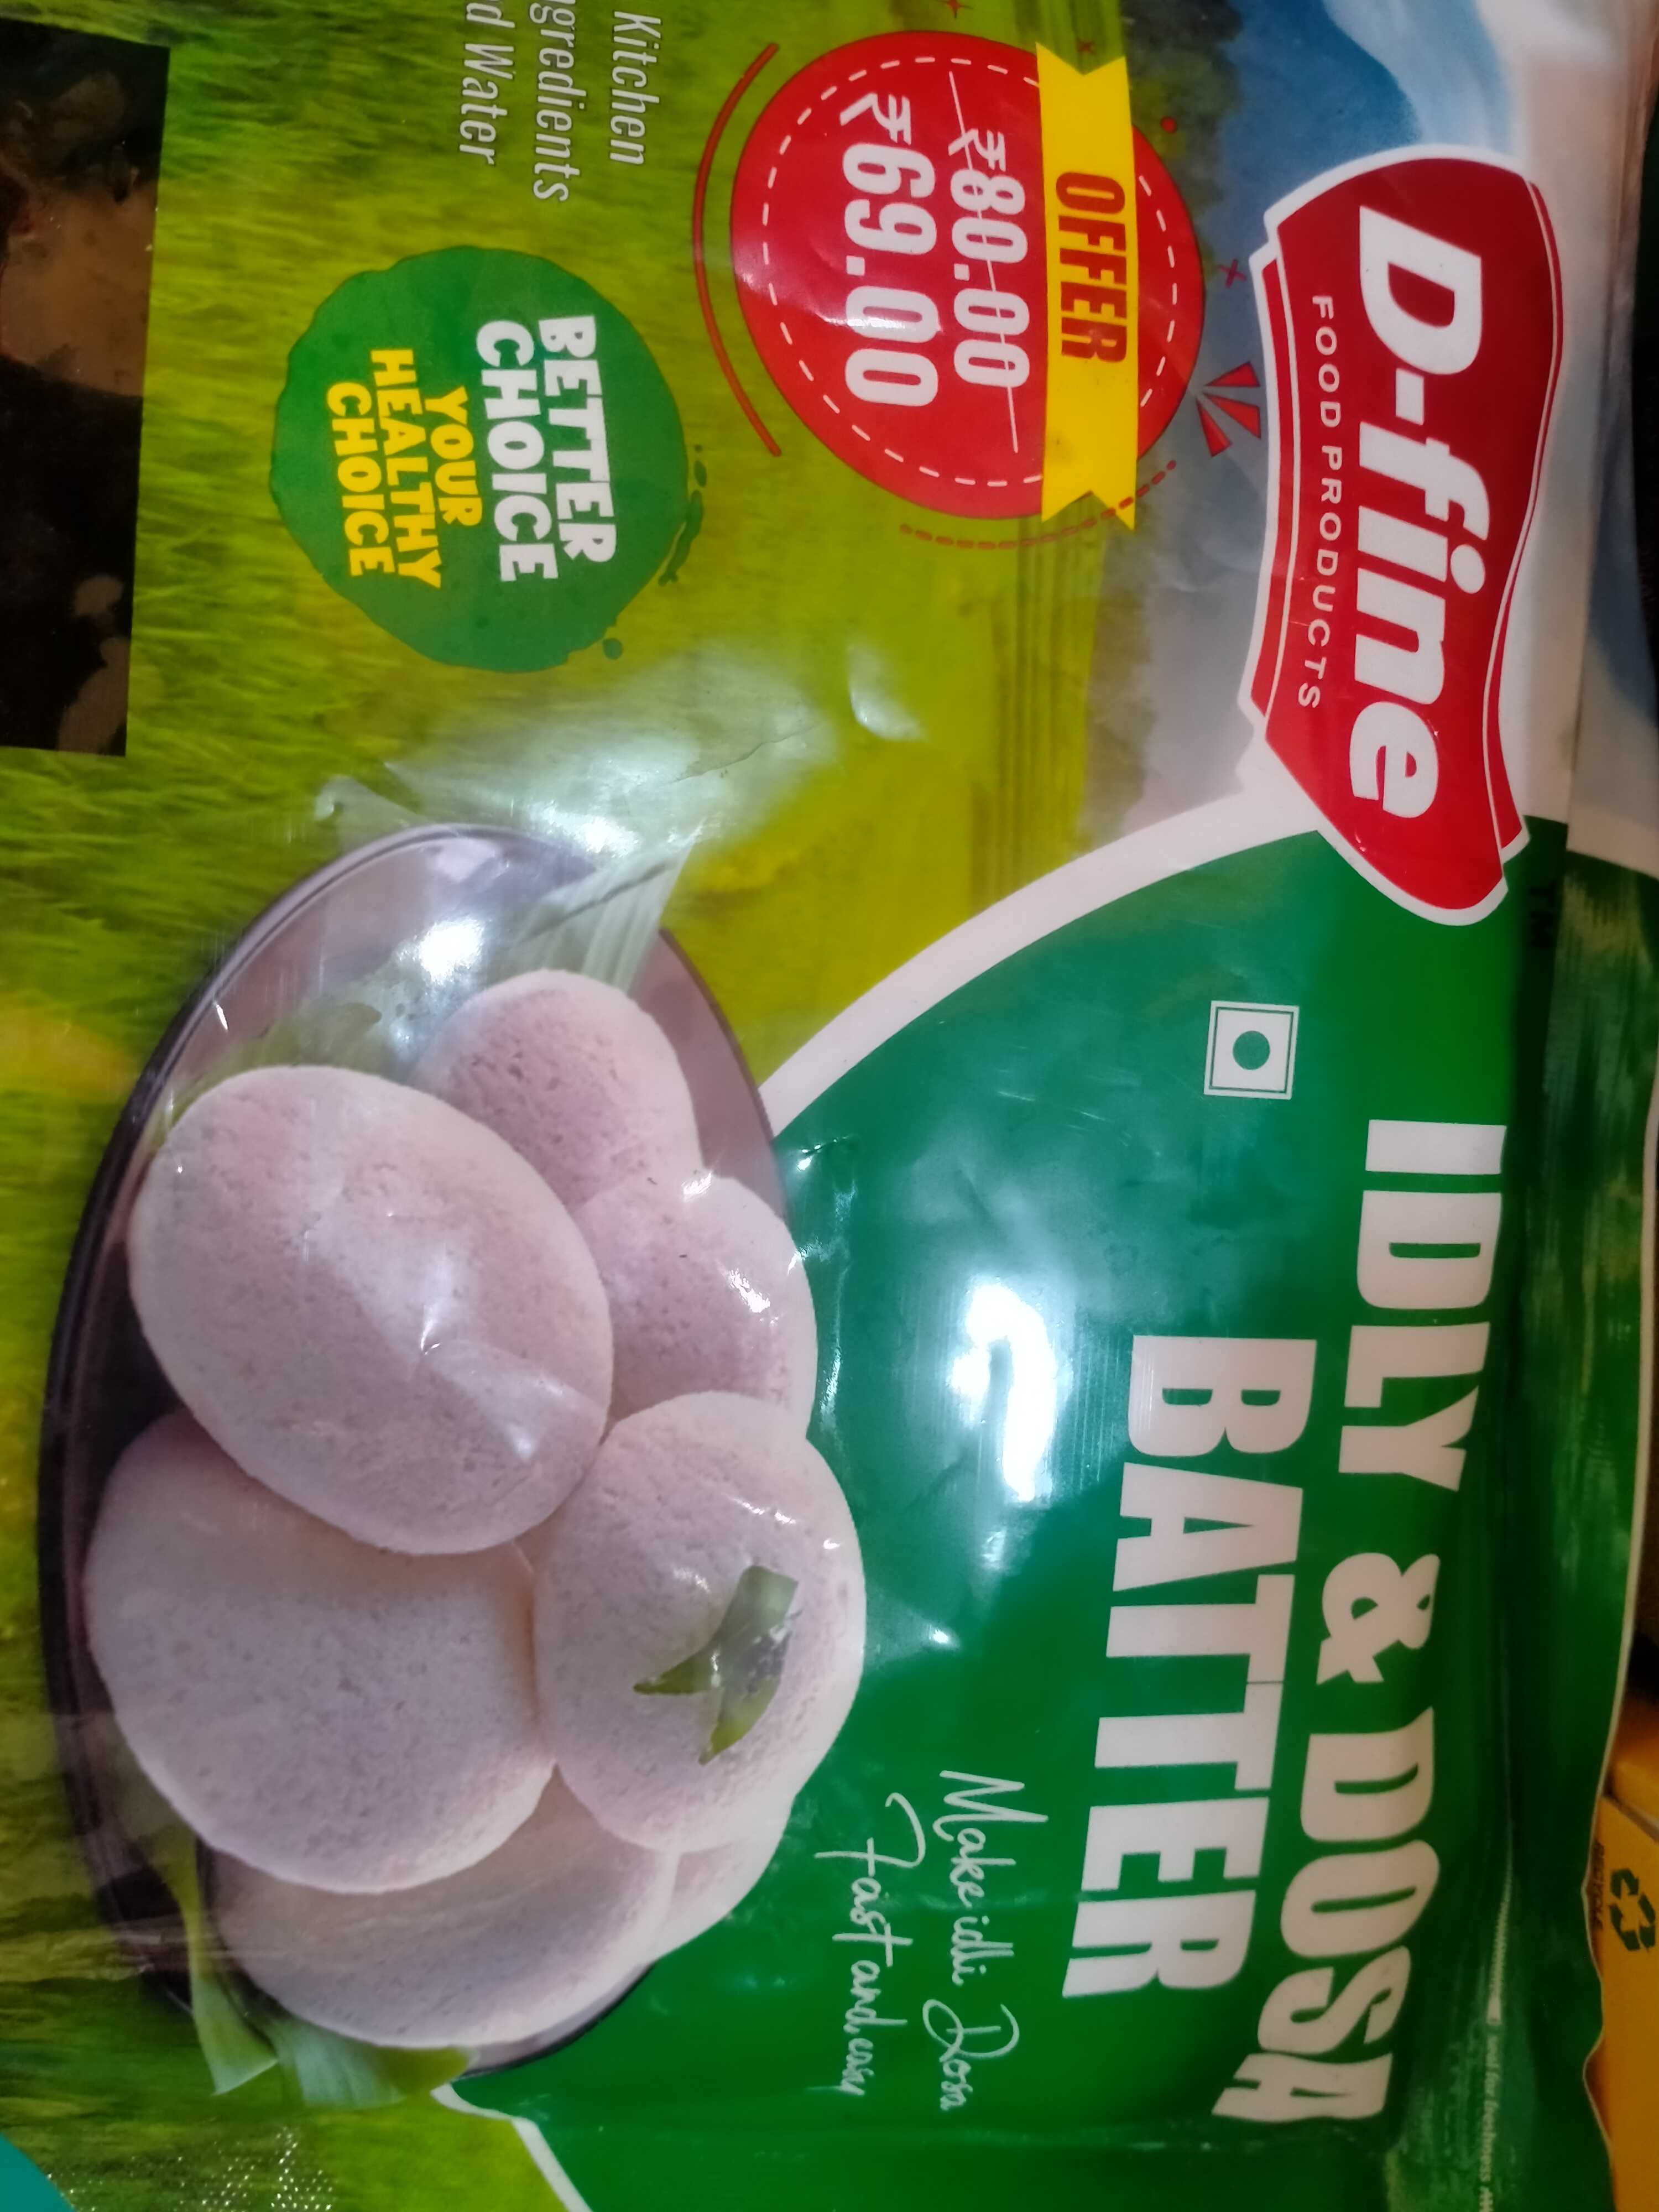 D-fine
FOOD PRODUCTS
IDLY & DOSA
BATTER
OFFER
₹80.00
₹69.00
Make idli Dosa
Fast and easy
BETTER
CHOICE
YOUR
HEALTHY
CHOICE
Kitchen
ngredients
d Water